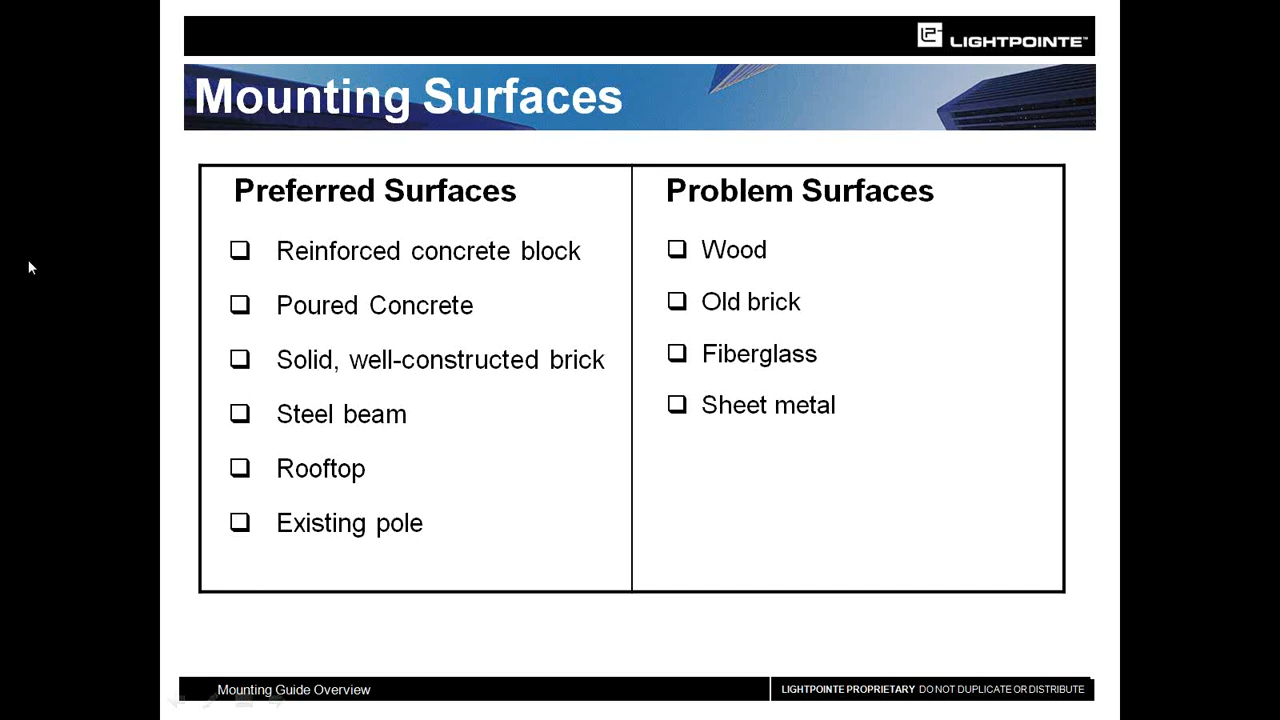 LIGHTPOINTE™
Mounting Surfaces
Preferred Surfaces
Reinforced concrete block
Poured Concrete
Solid, well-constructed brick
Steel beam
Rooftop
Existing pole
Problem Surfaces
Wood
Old brick
Fiberglass
Sheet metal
Mounting Guide Overview
LIGHTPOINTE PROPRIETARY DO NOT DUPLICATE OR DISTRIBUTE